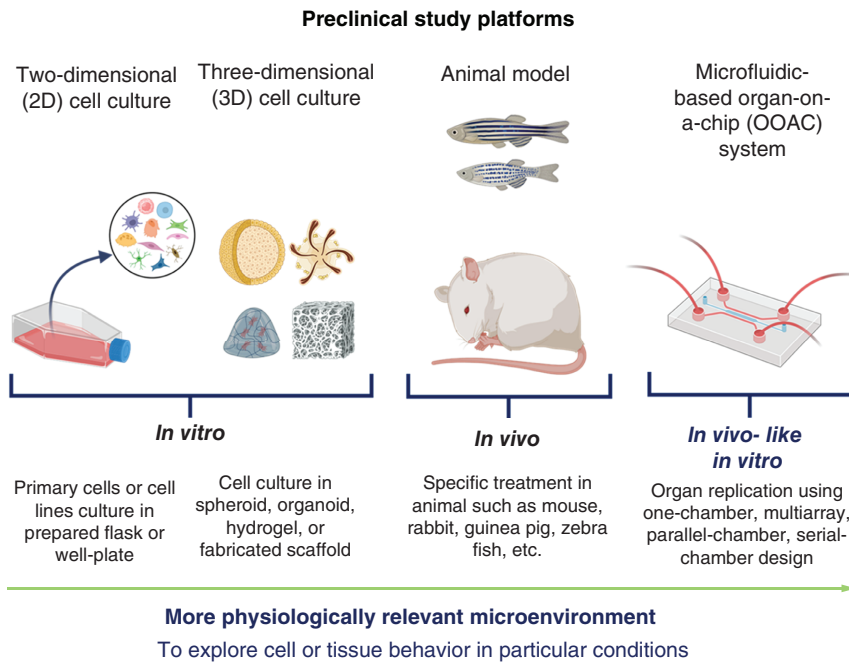 Preclinical study platforms
Two-dimensional
(2D) cell culture
Three-dimensional
(3D) cell culture
Animal model
Microfluidic-
based organ-on-
a-chip (OOAC)
system
In vitro
In vivo
In vivo- like
in vitro
Primary cells or cell
lines culture in
prepared flask or
well-plate
Cell culture in
spheroid, organoid,
hydrogel, or
fabricated scaffold
Specific treatment in
animal such as mouse,
rabbit, guinea pig, zebra
fish, etc.
Organ replication using
one-chamber, multiarray,
parallel-chamber, serial-
chamber design
More physiologically relevant microenvironment
To explore cell or tissue behavior in particular conditions